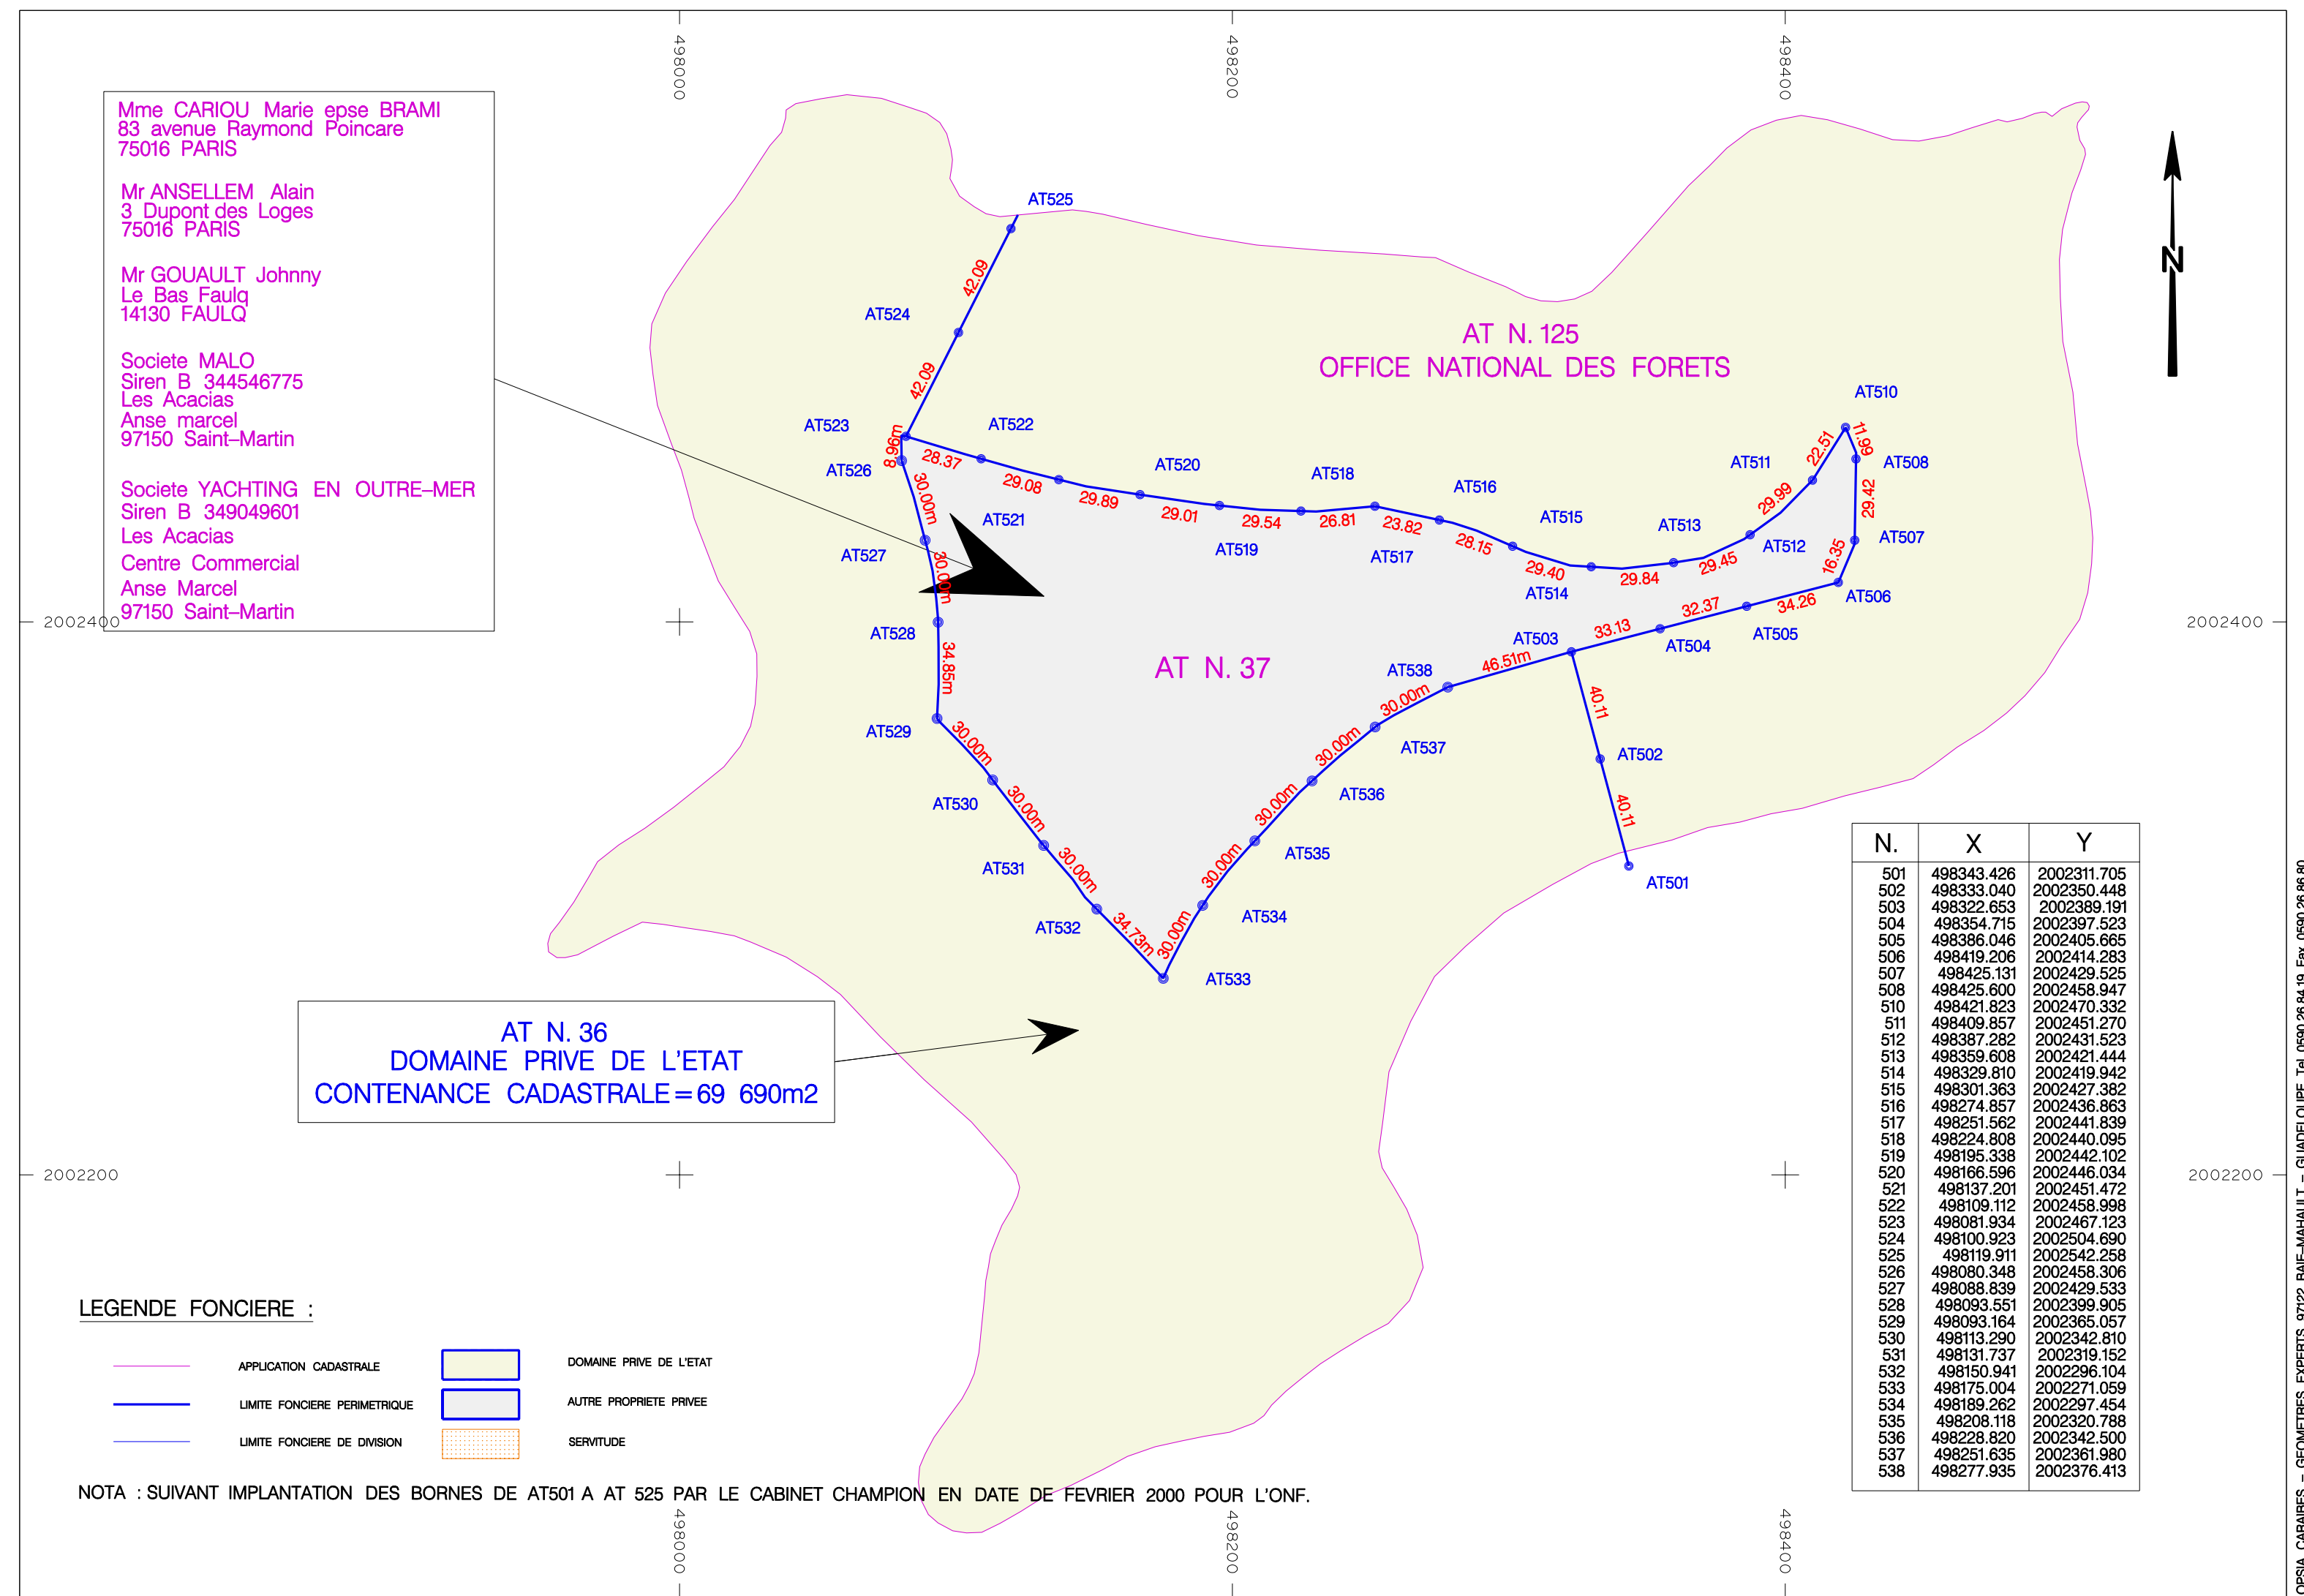 498000
498200
498400
Mme CARIOU Marie epse BRAMI
83 avenue Raymond Poincare
75016 PARIS
Mr ANSELLEM Alain
3 Dupont des Loges
75016 PARIS
Mr GOUAULT Johnny
Le Bas Faulq
14130 FAULQ
Societe MALO
Siren B 344546775
Les Acacias
Anse marcel
97150 Saint–Martin
Societe YACHTING EN OUTRE–MER
Siren B 349049601
Les Acacias
Centre Commercial
Anse Marcel
97150 Saint–Martin
2002400
2002400
2002200
2002200
N
AT N. 125
OFFICE NATIONAL DES FORETS
AT N. 37
AT525
42.09
AT524
42.09
AT523
8.96m
AT526
28.37
AT522
29.08
AT521
29.89
AT520
29.01
AT519
29.54
AT518
26.81
AT517
23.82
AT516
28.15
AT515
29.40
AT514
29.84
AT513
29.45
AT512
29.99
AT511
22.51
AT510
11.99
AT508
29.42
AT507
16.35
AT506
34.26
AT505
32.37
AT504
33.13
AT503
40.11
AT502
40.11
AT501
46.51m
AT538
30.00m
AT537
30.00m
AT536
30.00m
AT535
30.00m
AT534
30.00m
AT533
34.73m
AT532
30.00m
AT531
30.00m
AT530
30.00m
AT529
34.85m
AT528
30.00m
AT527
30.00m
AT N. 36
DOMAINE PRIVE DE L'ETAT
CONTENANCE CADASTRALE = 69 690m2
N. X Y
501 498343.426 2002311.705
502 498333.040 2002350.448
503 498322.653 2002389.191
504 498354.715 2002397.523
505 498386.046 2002405.665
506 498419.206 2002414.283
507 498425.131 2002429.525
508 498425.600 2002458.947
510 498421.823 2002470.332
511 498409.857 2002451.270
512 498387.282 2002431.523
513 498359.608 2002421.444
514 498329.810 2002419.942
515 498301.363 2002427.382
516 498274.857 2002436.863
517 498251.562 2002441.839
518 498224.808 2002440.095
519 498195.338 2002442.102
520 498166.596 2002446.034
521 498137.201 2002451.472
522 498109.112 2002458.998
523 498081.934 2002467.123
524 498100.923 2002504.690
525 498119.911 2002542.258
526 498080.348 2002458.306
527 498088.839 2002429.533
528 498093.551 2002399.905
529 498093.164 2002365.057
530 498113.290 2002342.810
531 498131.737 2002319.152
532 498150.941 2002296.104
533 498175.004 2002271.059
534 498189.262 2002297.454
535 498208.118 2002320.788
536 498228.820 2002342.500
537 498251.635 2002361.980
538 498277.935 2002376.413
LEGENDE FONCIERE :
APPLICATION CADASTRALE
LIMITE FONCIERE PERIMETRIQUE
LIMITE FONCIERE DE DIVISION
DOMAINE PRIVE DE L'ETAT
AUTRE PROPRIETE PRIVEE
SERVITUDE
NOTA : SUIVANT IMPLANTATION DES BORNES DE AT501 A AT 525 PAR LE CABINET CHAMPION EN DATE DE FEVRIER 2000 POUR L'ONF.
498000
498200
498400
OPSIA CARAIBES – GEOMETRES EXPERTS 97122 BAIE–MAHAULT – GUADELOUPE Tel 0590 26 84 19 Fax 0590 26 86 80